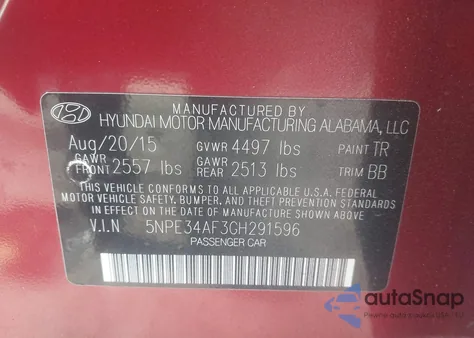 MANUFACTURED BY
HYUNDAI MOTOR MANUFACTURING ALABAMA, LLC
Aug/20/15 GVWR 4497 lbs PAINT TR
GAWR FRONT 2557 lbs GAWR REAR 2513 lbs TRIM BB
THIS VEHICLE CONFORMS TO ALL APPLICABLE U.S.A. FEDERAL
MOTOR VEHICLE SAFETY, BUMPER, AND THEFT PREVENTION STANDARDS
IN EFFECT ON THE DATE OF MANUFACTURE SHOWN ABOVE.
V.I.N 5NPE34AF3GH291596
PASSENGER CAR
autoSnap